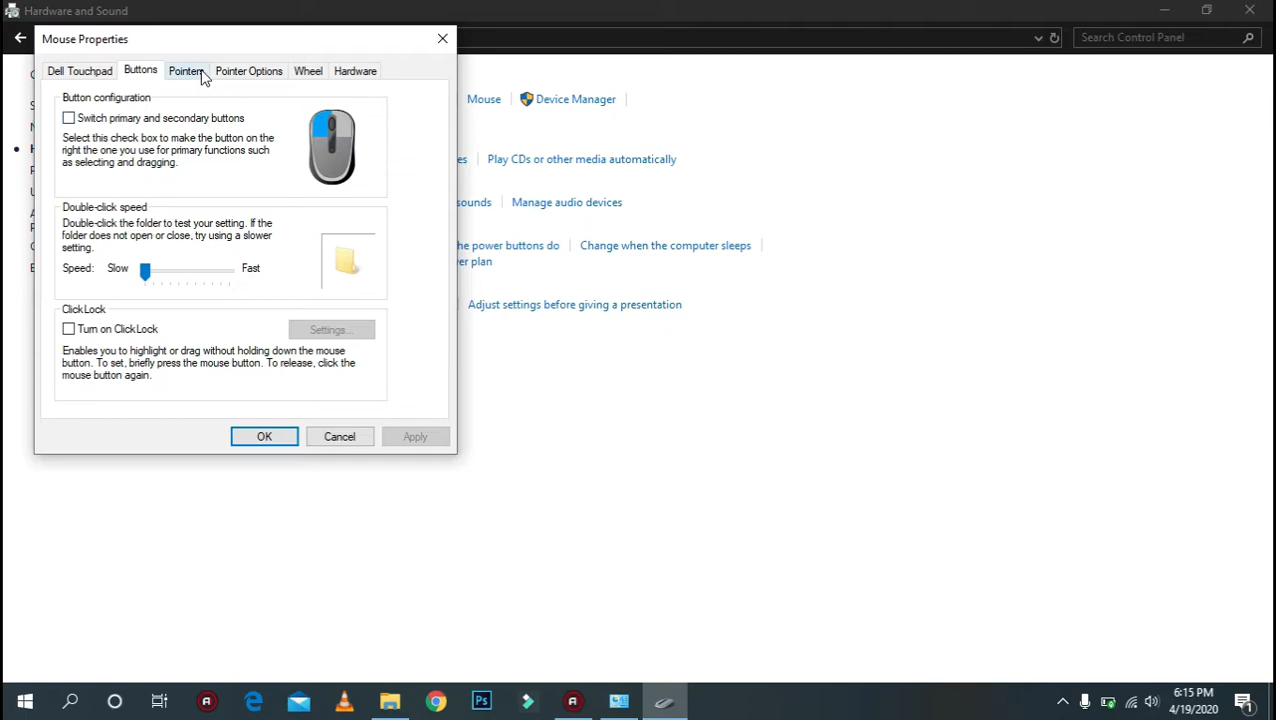 Hardware and Sound
Search Control Panel
Mouse Properties
Dell Touchpad
Buttons
Pointers
Pointer Options
Wheel
Hardware
Button configuration
Switch primary and secondary buttons
Select this check box to make the button on the
right the one you use for primary functions such
as selecting and dragging.
Double-click speed
Double-click the folder to test your setting. If the
folder does not open or close, try using a slower
setting.
Speed: Slow Fast
ClickLock
Turn on ClickLock
Settings...
Enables you to highlight or drag without holding down the mouse
button. To set, briefly press the mouse button. To release, click the
mouse button again.
OK Cancel Apply
Mouse Device Manager
es Play CDs or other media automatically
sounds Manage audio devices
he power buttons do Change when the computer sleeps
er plan
Adjust settings before giving a presentation
Ps
6:15 PM
4/19/2020
1